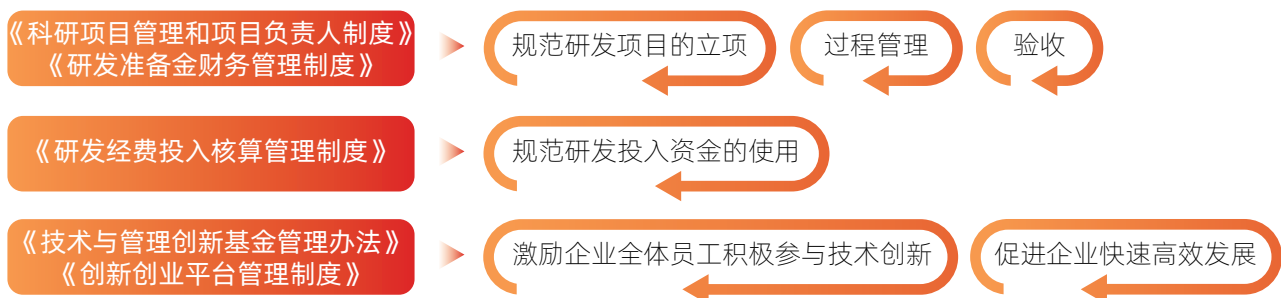 《科研项目管理和项目负责人制度》
《研发准备金财务管理制度》
规范研发项目的立项
过程管理
验收
《研发经费投入核算管理制度》
规范研发投入资金的使用
《技术与管理创新基金管理办法》
《创新创业平台管理制度》
激励企业全体员工积极参与技术创新
促进企业快速高效发展